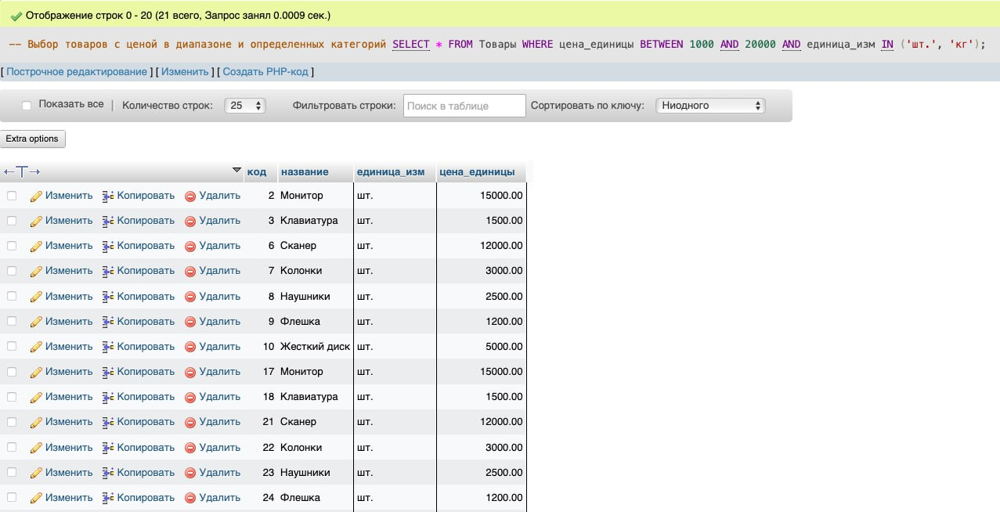 Отображение строк 0 - 20 (21 всего, Запрос занял 0.0009 сек.)
-- Выбор товаров с ценой в диапазоне и определенных категорий SELECT * FROM Товары WHERE цена_единицы BETWEEN 1000 AND 20000 AND единица_изм IN ('шт.', 'кг');
[ Построчное редактирование ] [ Изменить ] [ Создать PHP-код ]
Показать все | Количество строк: 25 Фильтровать строки: Поиск в таблице Сортировать по ключу: Ниодного
Extra options
←T→ код название единица_изм цена_единицы
Изменить Копировать Удалить 2 Монитор шт. 15000.00
Изменить Копировать Удалить 3 Клавиатура шт. 1500.00
Изменить Копировать Удалить 6 Сканер шт. 12000.00
Изменить Копировать Удалить 7 Колонки шт. 3000.00
Изменить Копировать Удалить 8 Наушники шт. 2500.00
Изменить Копировать Удалить 9 Флешка шт. 1200.00
Изменить Копировать Удалить 10 Жесткий диск шт. 5000.00
Изменить Копировать Удалить 17 Монитор шт. 15000.00
Изменить Копировать Удалить 18 Клавиатура шт. 1500.00
Изменить Копировать Удалить 21 Сканер шт. 12000.00
Изменить Копировать Удалить 22 Колонки шт. 3000.00
Изменить Копировать Удалить 23 Наушники шт. 2500.00
Изменить Копировать Удалить 24 Флешка шт. 1200.00